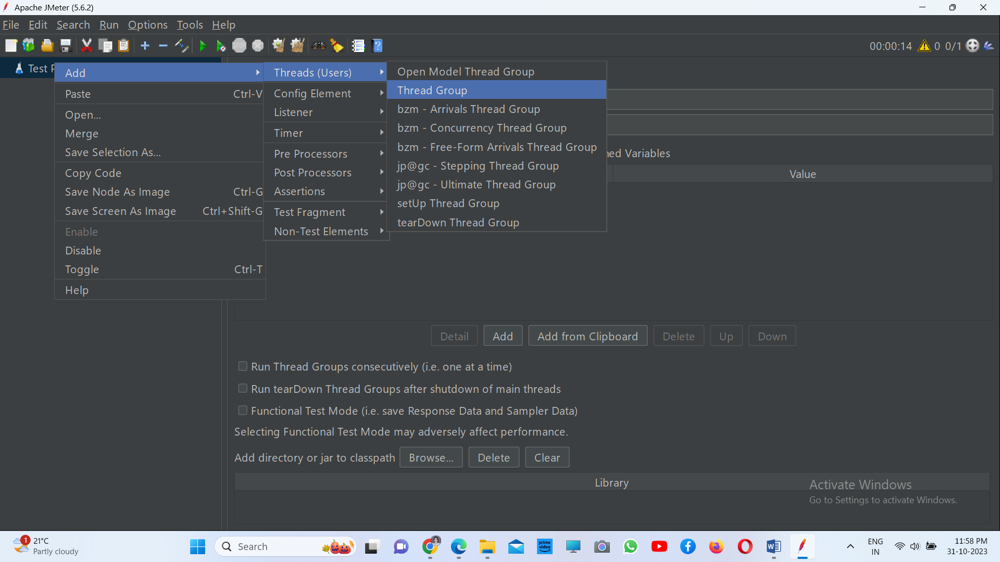 Apache JMeter (5.6.2)
File Edit Search Run Options Tools Help
STOP
?
00:00:14 0 0/1
Test P
Add
Paste Ctrl-V
Open...
Merge
Save Selection As...
Copy Code
Save Node As Image Ctrl-G
Save Screen As Image Ctrl+Shift-G
Enable
Disable
Toggle Ctrl-T
Help
Threads (Users)
Config Element
Listener
Timer
Pre Processors
Post Processors
Assertions
Test Fragment
Non-Test Elements
Open Model Thread Group
Thread Group
bzm - Arrivals Thread Group
bzm - Concurrency Thread Group
bzm - Free-Form Arrivals Thread Group
jp@gc - Stepping Thread Group
jp@gc - Ultimate Thread Group
setUp Thread Group
tearDown Thread Group
ned Variables
Value
Detail Add Add from Clipboard Delete Up Down
Run Thread Groups consecutively (i.e. one at a time)
Run tearDown Thread Groups after shutdown of main threads
Functional Test Mode (i.e. save Response Data and Sampler Data)
Selecting Functional Test Mode may adversely affect performance.
Add directory or jar to classpath Browse... Delete Clear
Library
Activate Windows
Go to Settings to activate Windows.
1
21°C
Partly cloudy
Search
prime video
W
ENG
IN
11:58 PM
31-10-2023